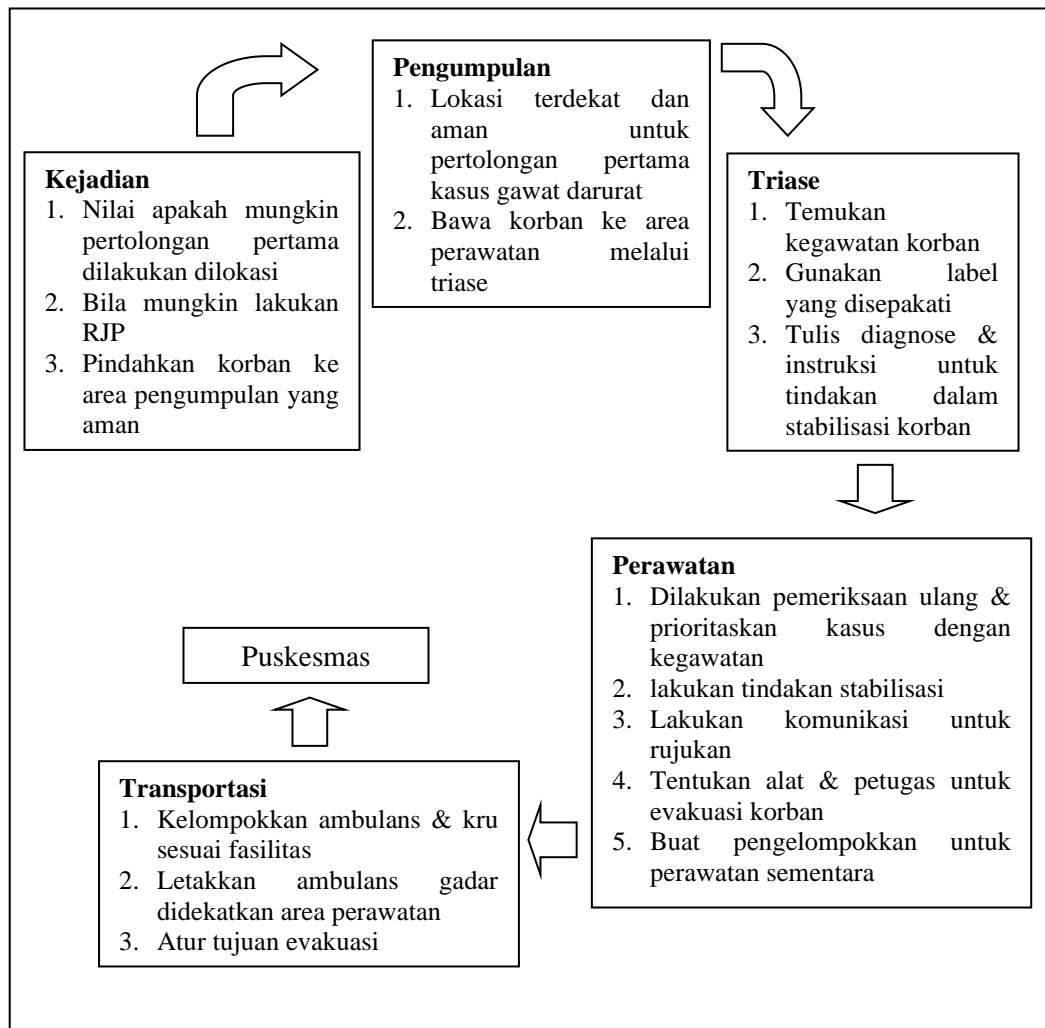 Kejadian
1. Nilai apakah mungkin
pertolongan pertama
dilakukan dilokasi
2. Bila mungkin lakukan
RJP
3. Pindahkan korban ke
area pengumpulan yang
aman
Pengumpulan
1. Lokasi terdekat dan
aman untuk
pertolongan pertama
kasus gawat darurat
2. Bawa korban ke area
perawatan melalui
triase
Triase
1. Temukan
kegawatan korban
2. Gunakan label
yang disepakati
3. Tulis diagnose &
instruksi untuk
tindakan dalam
stabilisasi korban
Perawatan
1. Dilakukan pemeriksaan ulang &
prioritaskan kasus dengan
kegawatan
2. lakukan tindakan stabilisasi
3. Lakukan komunikasi untuk
rujukan
4. Tentukan alat & petugas untuk
evakuasi korban
5. Buat pengelompokkan untuk
perawatan sementara
Transportasi
1. Kelompokkan ambulans & kru
sesuai fasilitas
2. Letakkan ambulans gadar
didekatkan area perawatan
3. Atur tujuan evakuasi
Puskesmas